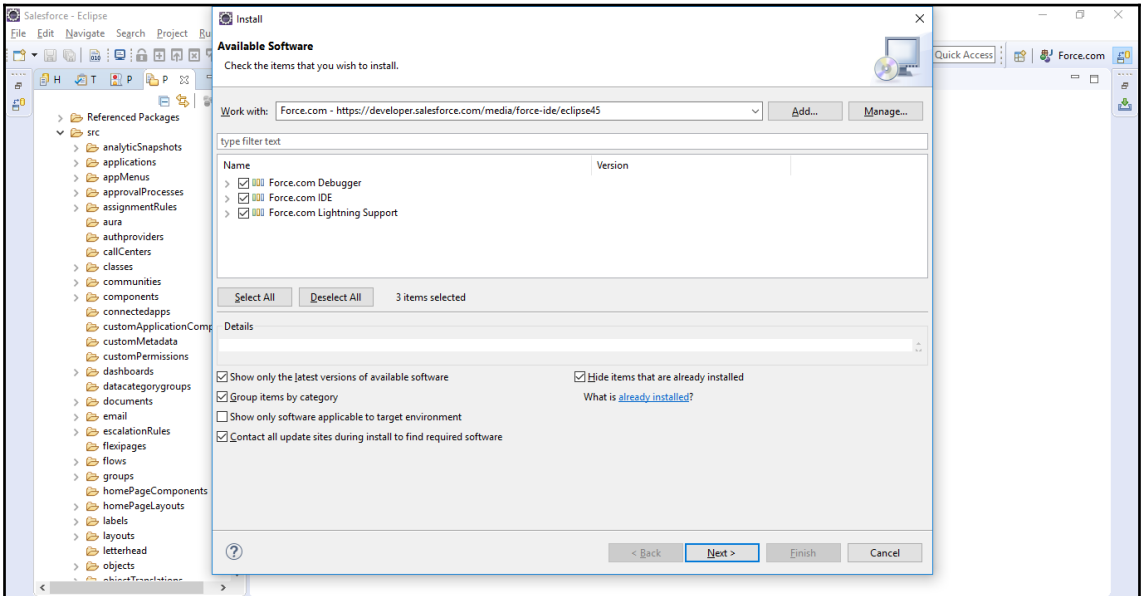 Salesforce - Eclipse
File Edit Navigate Search Project Ru
Quick Access
Force.com
H T P P
Referenced Packages
src
analyticSnapshots
applications
appMenus
approvalProcesses
assignmentRules
aura
authproviders
callCenters
classes
communities
components
connectedapps
customApplicationComp
customMetadata
customPermissions
dashboards
datacategorygroups
documents
email
escalationRules
flexipages
flows
groups
homePageComponents
homePageLayouts
labels
layouts
letterhead
objects
objectTranslations
Install
Available Software
Check the items that you wish to install.
Work with: Force.com - https://developer.salesforce.com/media/force-ide/eclipse45 Add... Manage...
type filter text
Name Version
Force.com Debugger
Force.com IDE
Force.com Lightning Support
Select All Deselect All 3 items selected
Details
Show only the latest versions of available software Hide items that are already installed
Group items by category What is already installed?
Show only software applicable to target environment
Contact all update sites during install to find required software
? < Back Next > Finish Cancel